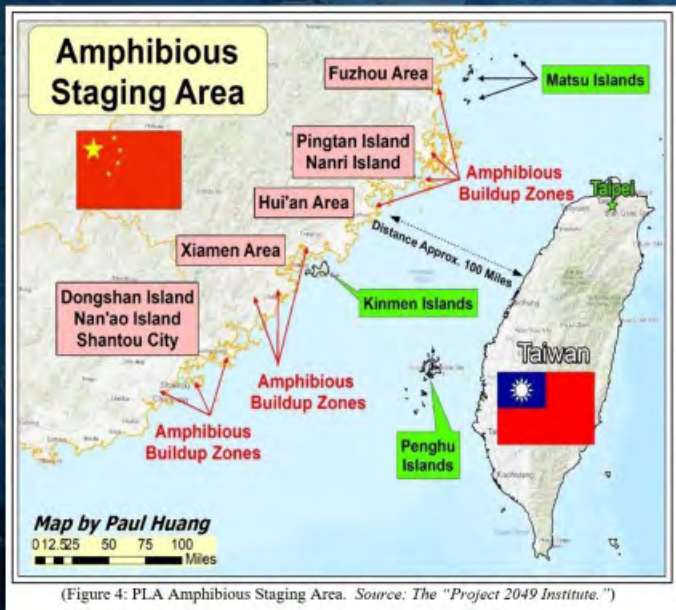 Amphibious
Staging Area
Fuzhou Area
Matsu Islands
Pingtan Island
Nanri Island
Amphibious
Buildup Zones
Taipei
Hui'an Area
Distance Approx. 100 Miles
Xiamen Area
Kinmen Islands
Dongshan Island
Nan'ao Island
Shantou City
Taiwan
Amphibious
Buildup Zones
Amphibious
Buildup Zones
Penghu
Islands
Kaohsiung
Map by Paul Huang
0 12.5 25 50 75 100
Miles
(Figure 4: PLA Amphibious Staging Area. Source: The “Project 2049 Institute.”)